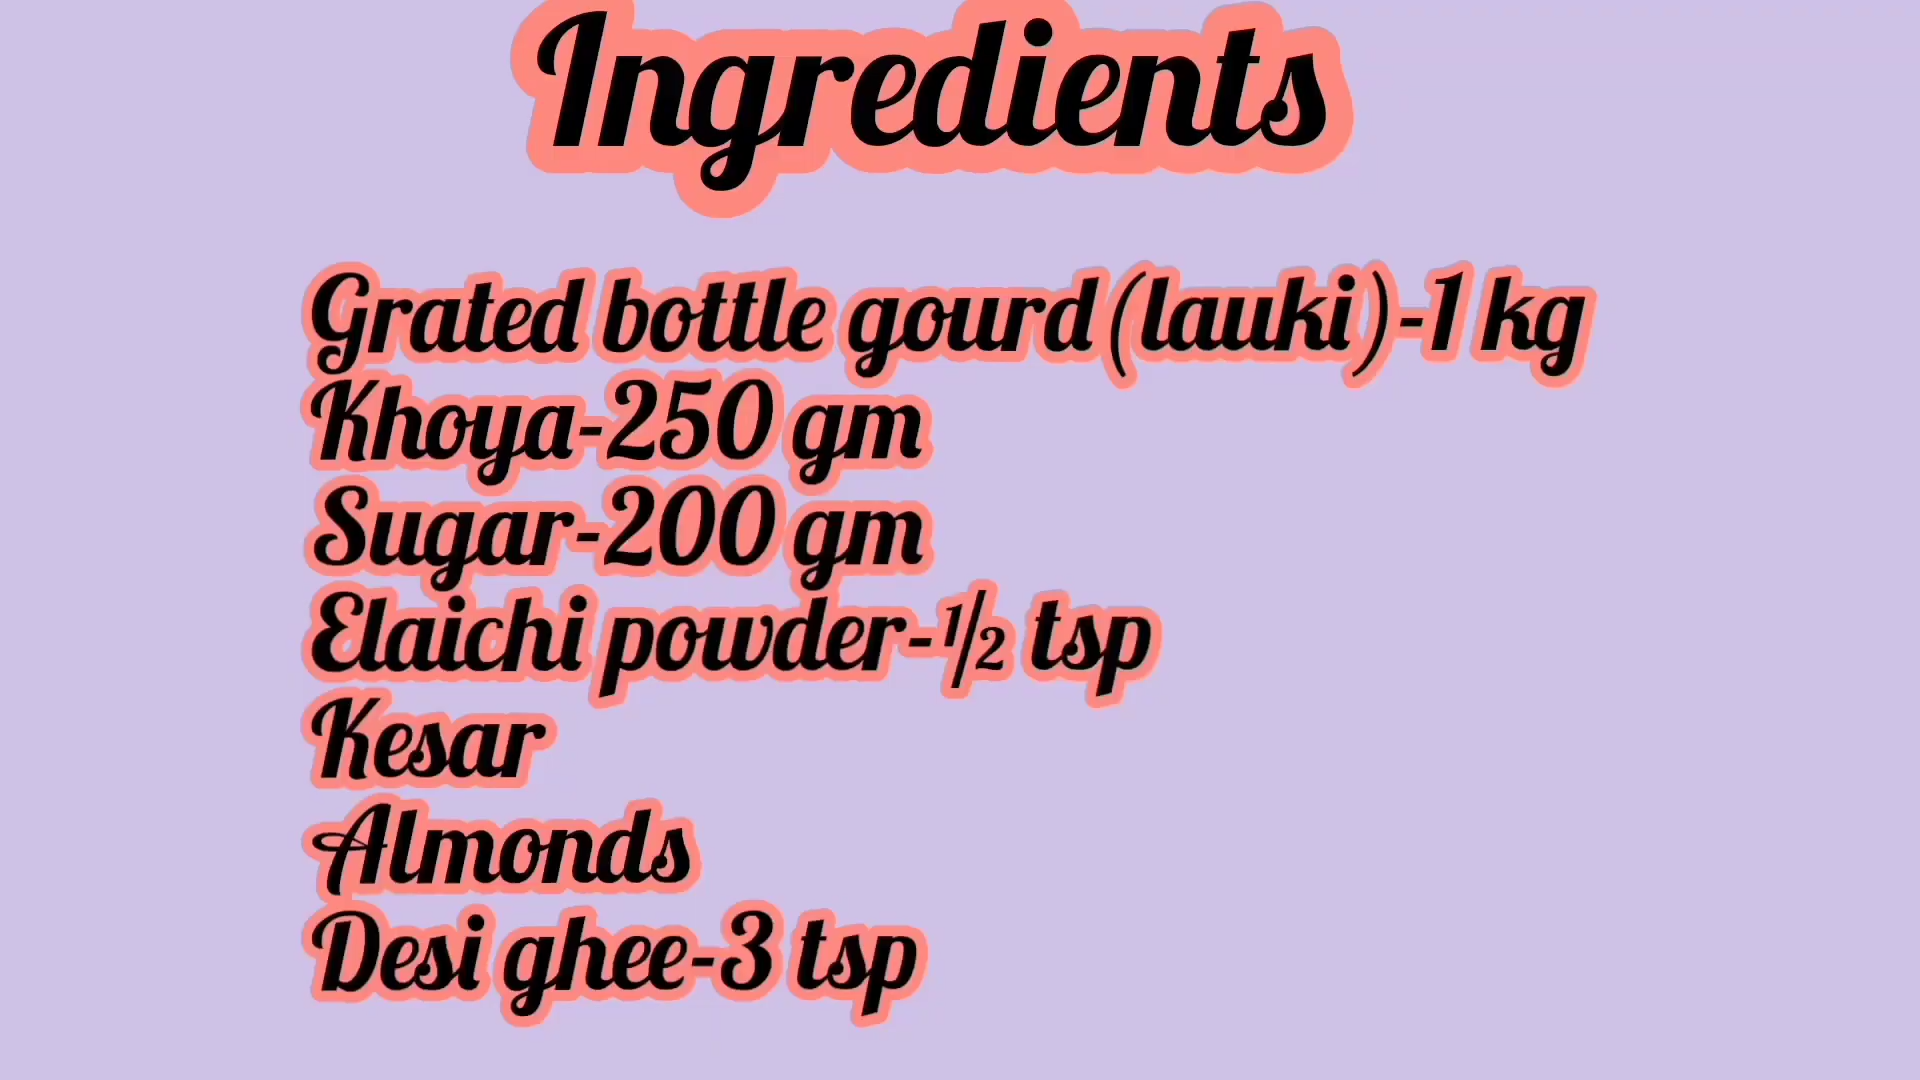 Ingredients
Grated bottle gourd(lauki)-1 kg
Khoya-250 gm
Sugar-200 gm
Elaichi powder-½ tsp
Kesar
Almonds
Desi ghee-3 tsp